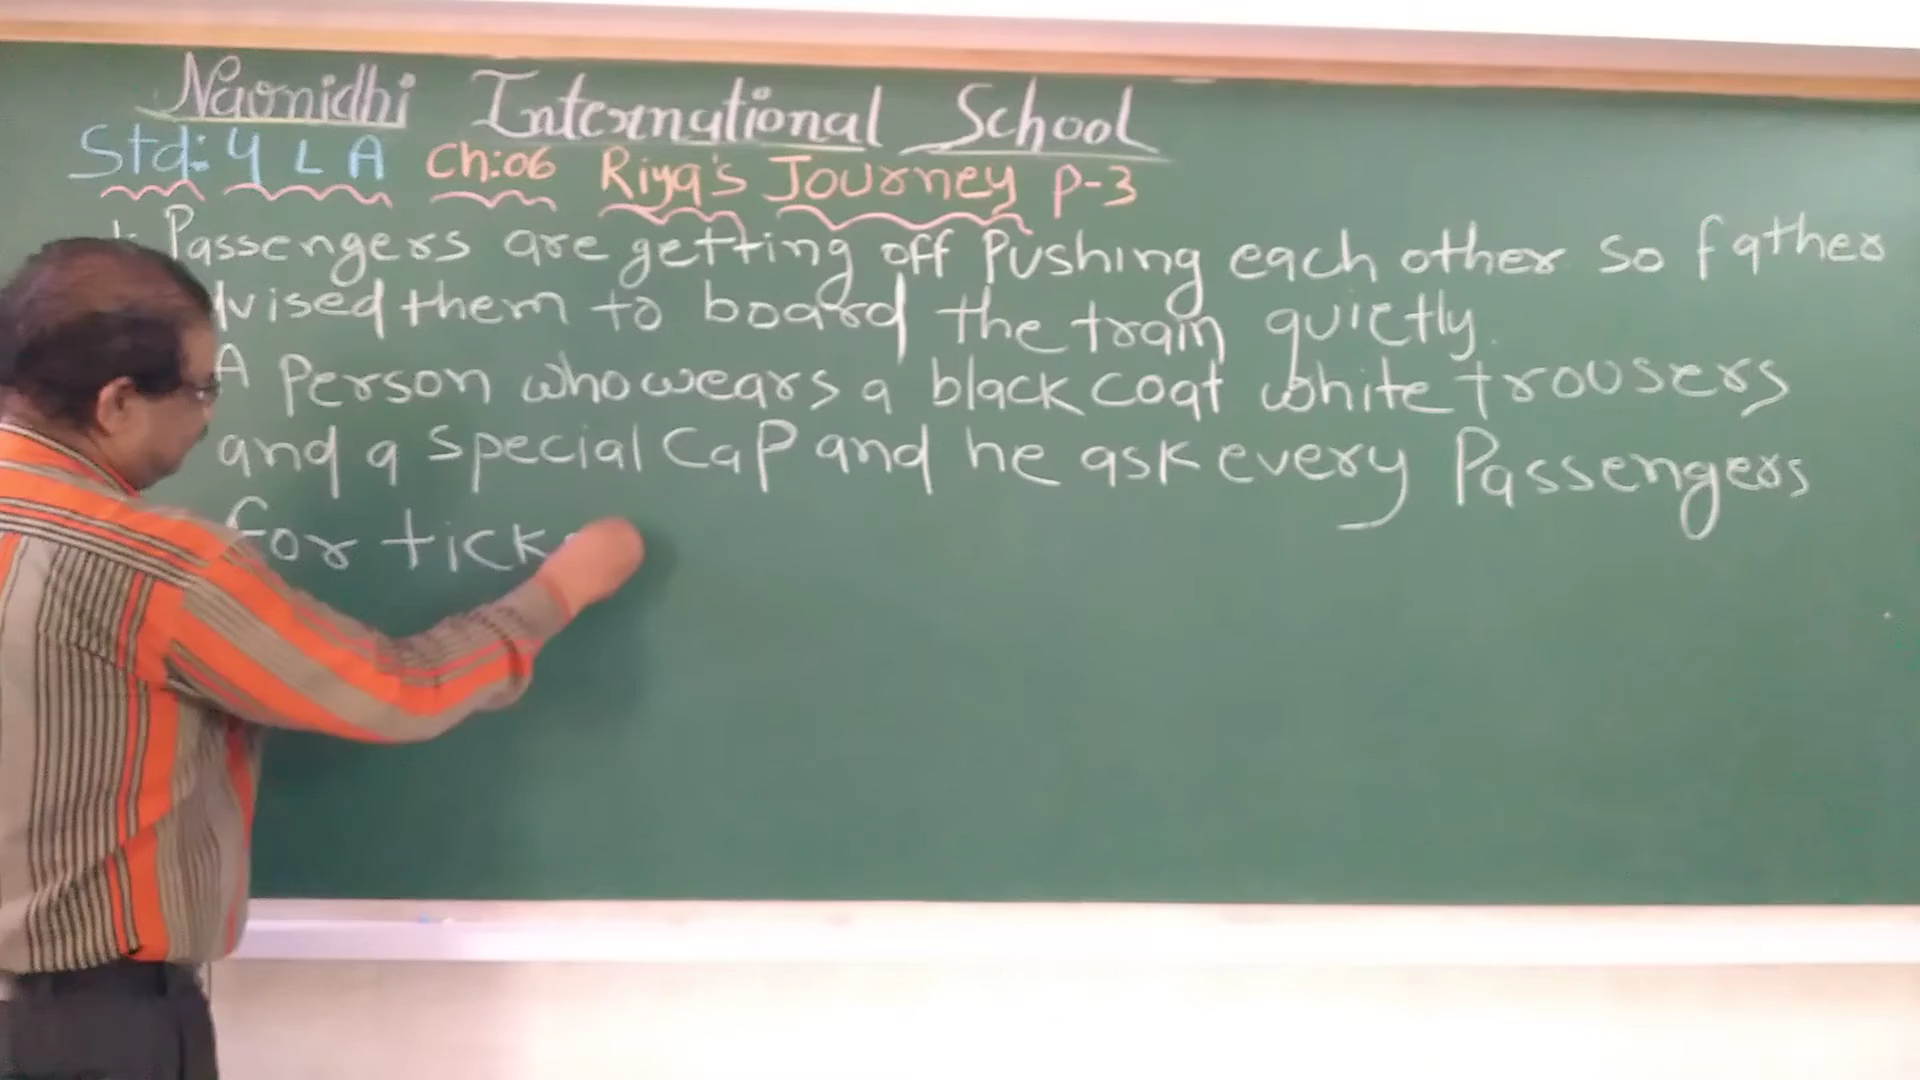 Navnidhi International School
Std: 4 L A Ch:06 Riya's Journey P-3
1. Passengers are getting off Pushing each other so father
dvised them to board the train quietly.
A Person who wears a black coat white trousers
and a special Cap and he ask every Passengers
for tick